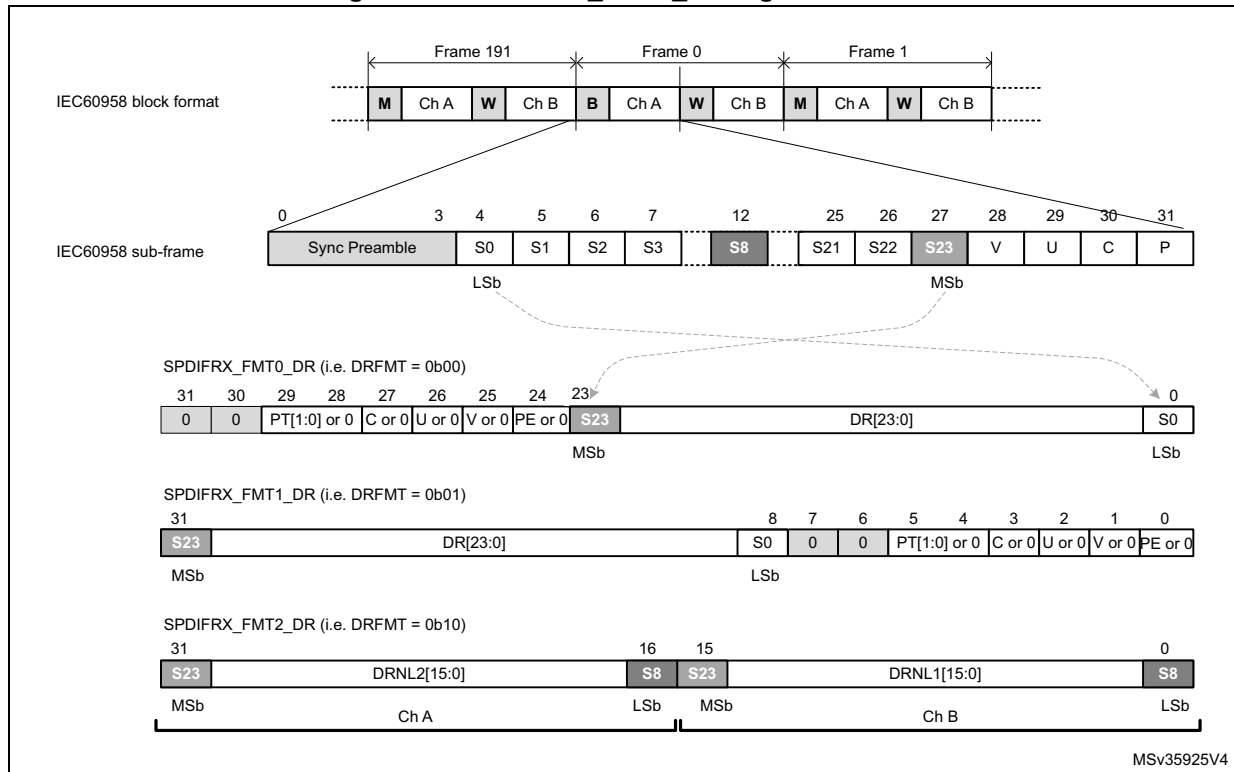 Frame 191 Frame 0 Frame 1
IEC60958 block format
M Ch A W Ch B B Ch A W Ch B M Ch A W Ch B
0 3 4 5 6 7 12 25 26 27 28 29 30 31
IEC60958 sub-frame
Sync Preamble S0 S1 S2 S3 S8 S21 S22 S23 V U C P
LSb MSb
SPDIFRX_FMT0_DR (i.e. DRFMT = 0b00)
31 30 29 28 27 26 25 24 23 0
0 0 PT[1:0] or 0 C or 0 U or 0 V or 0 PE or 0 S23 DR[23:0] S0
MSb LSb
SPDIFRX_FMT1_DR (i.e. DRFMT = 0b01)
31 8 7 6 5 4 3 2 1 0
S23 DR[23:0] S0 0 0 PT[1:0] or 0 C or 0 U or 0 V or 0 PE or 0
MSb LSb
SPDIFRX_FMT2_DR (i.e. DRFMT = 0b10)
31 16 15 0
S23 DRNL2[15:0] S8 S23 DRNL1[15:0] S8
MSb LSb MSb LSb
Ch A Ch B
MSv35925V4